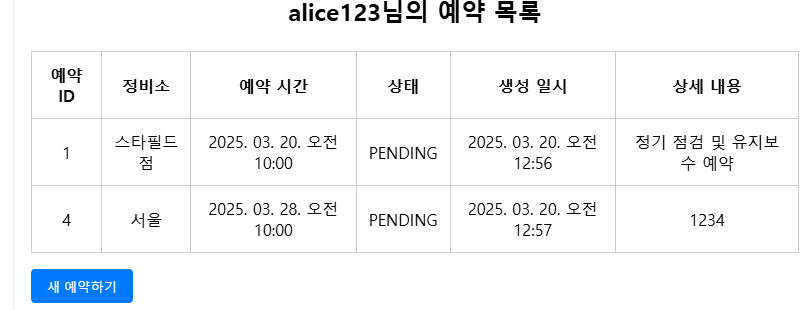 alice123님의 예약 목록
예약 ID 정비소 예약 시간 상태 생성 일시 상세 내용
1 스타필드점 2025. 03. 20. 오전 10:00 PENDING 2025. 03. 20. 오전 12:56 정기 점검 및 유지보수 예약
4 서울 2025. 03. 28. 오전 10:00 PENDING 2025. 03. 20. 오전 12:57 1234
새 예약하기